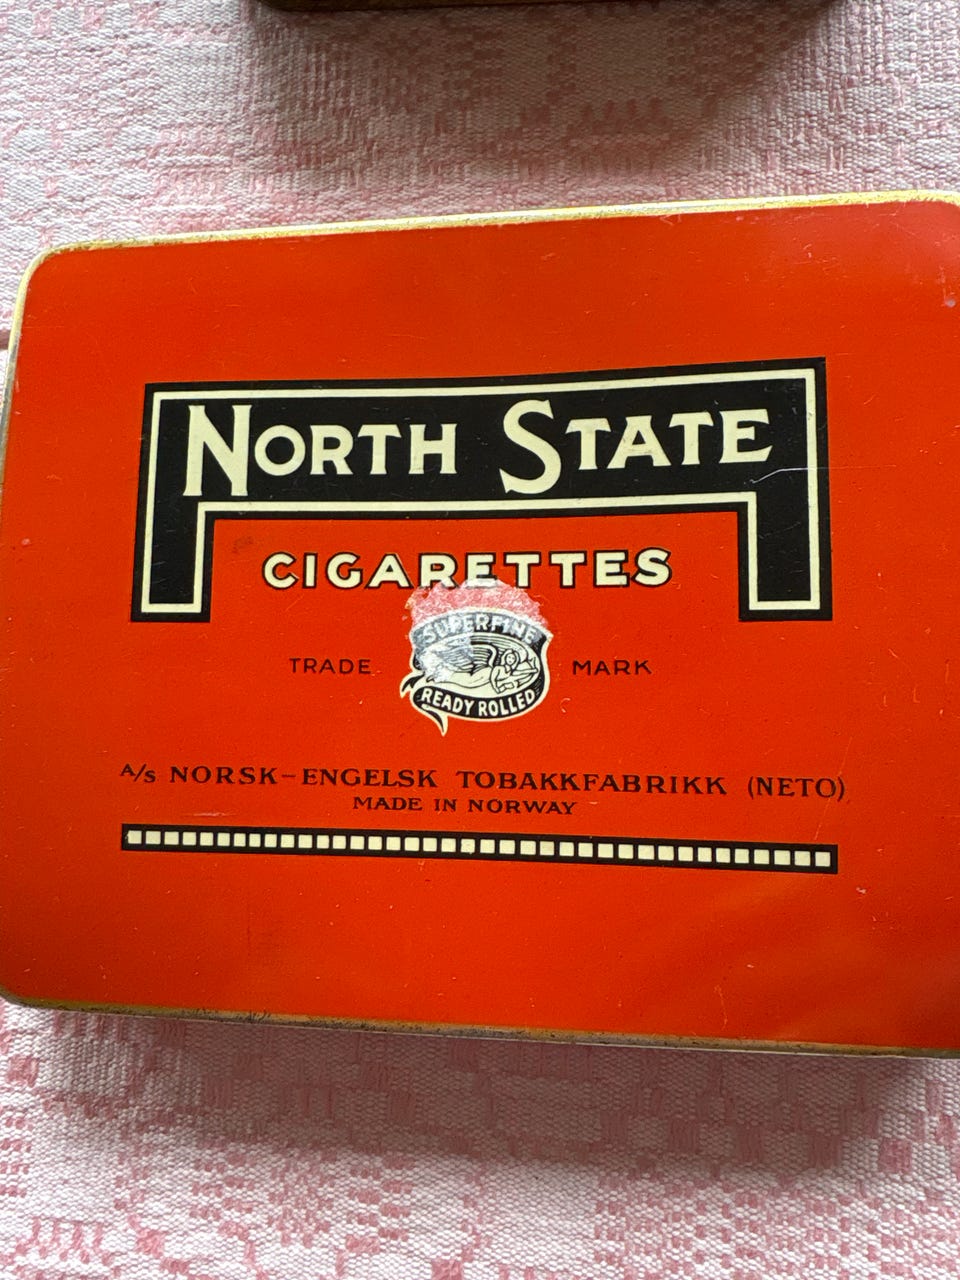 NORTH STATE
CIGARETTES
SUPERFINE
TRADE MARK
READY ROLLED
A/S NORSK-ENGELSK TOBAKKFABRIKK (NETO)
MADE IN NORWAY